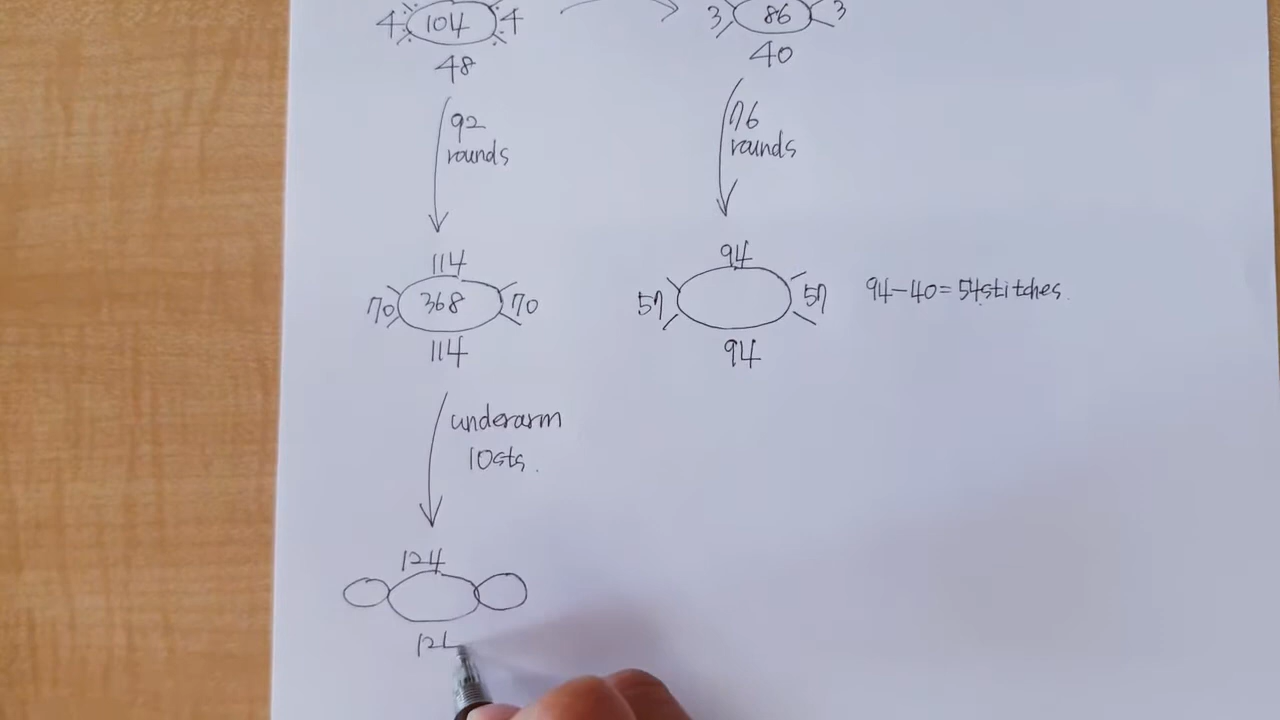 4 104 4
48
92
rounds
114
70 368 70
114
underarm
10sts.
124
12
3 86 3
40
76
rounds
94
57 57 94-40=54stitches.
94